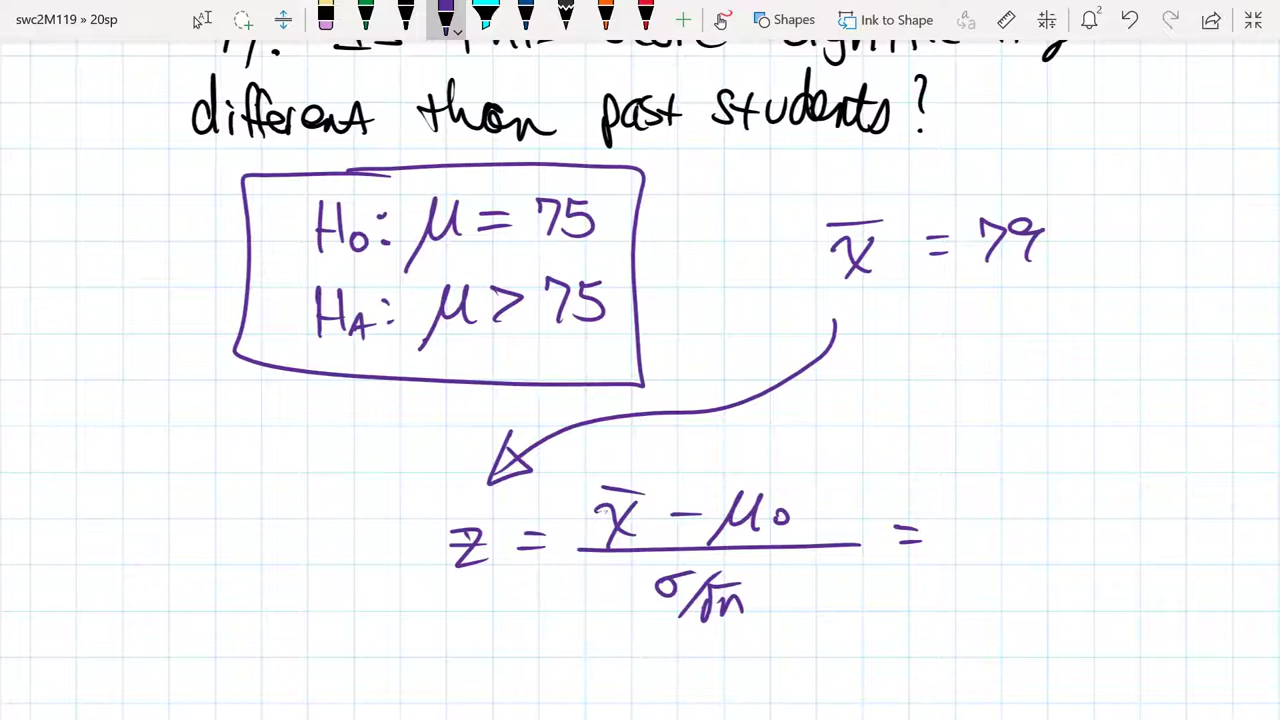 swc2M119 » 20sp
Shapes
Ink to Shape
different than past students?
H₀: μ = 75
Hₐ: μ > 75
x̄ = 79
z = (x̄ − μ₀) / (σ/√n) =